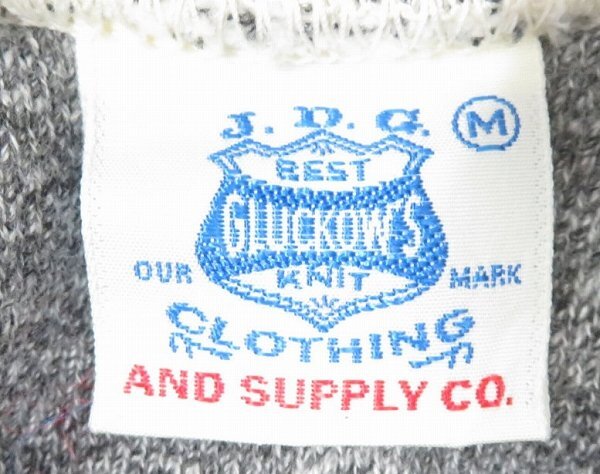 J.D.G.
M
BEST
GLUCKOW'S
OUR KNIT MARK
CLOTHING
AND SUPPLY CO.